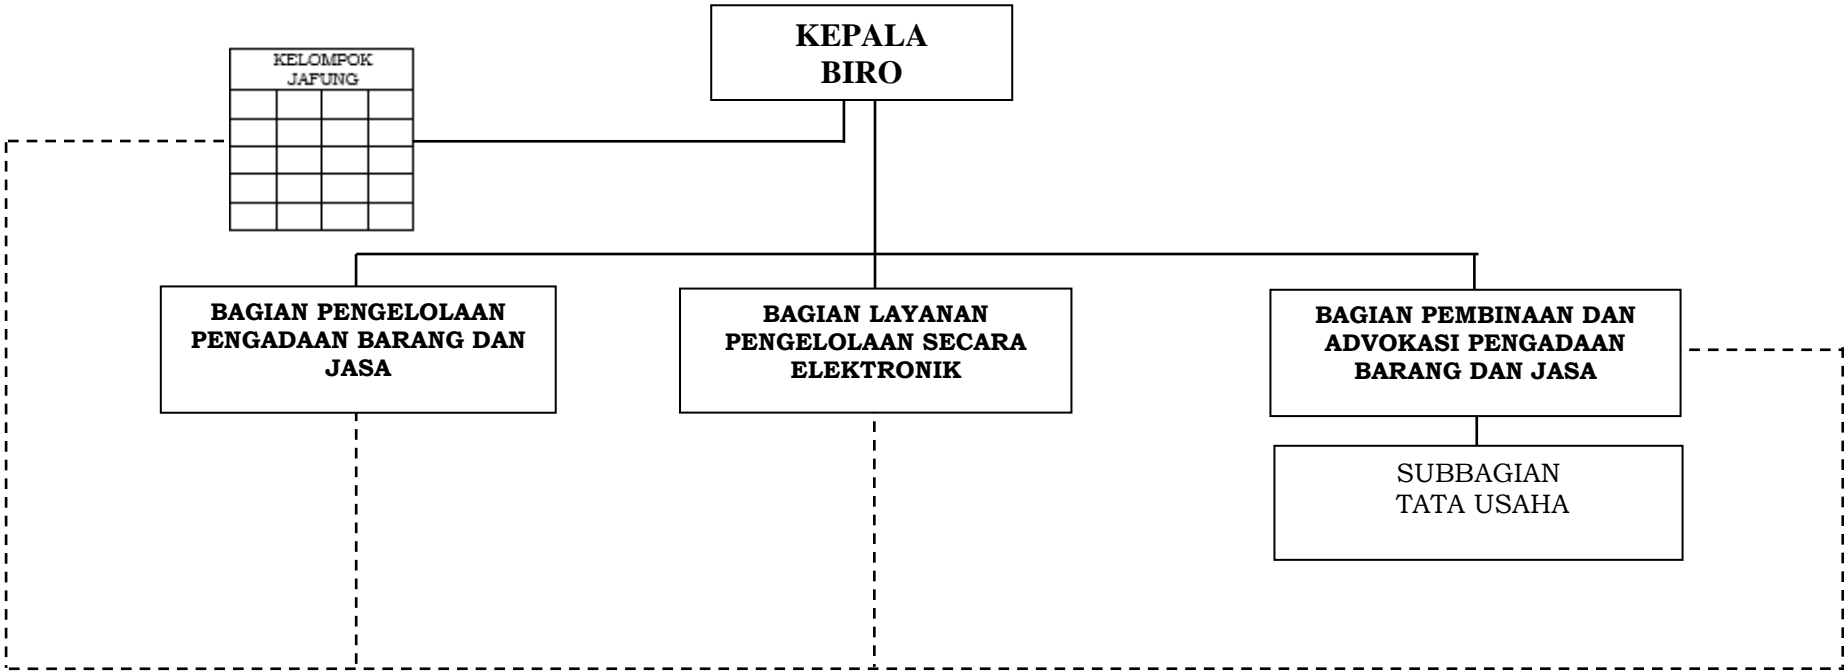 KEPALA
BIRO
KELOMPOK
JAFUNG
BAGIAN PENGELOLAAN
PENGADAAN BARANG DAN
JASA
BAGIAN LAYANAN
PENGELOLAAN SECARA
ELEKTRONIK
BAGIAN PEMBINAAN DAN
ADVOKASI PENGADAAN
BARANG DAN JASA
SUBBAGIAN
TATA USAHA